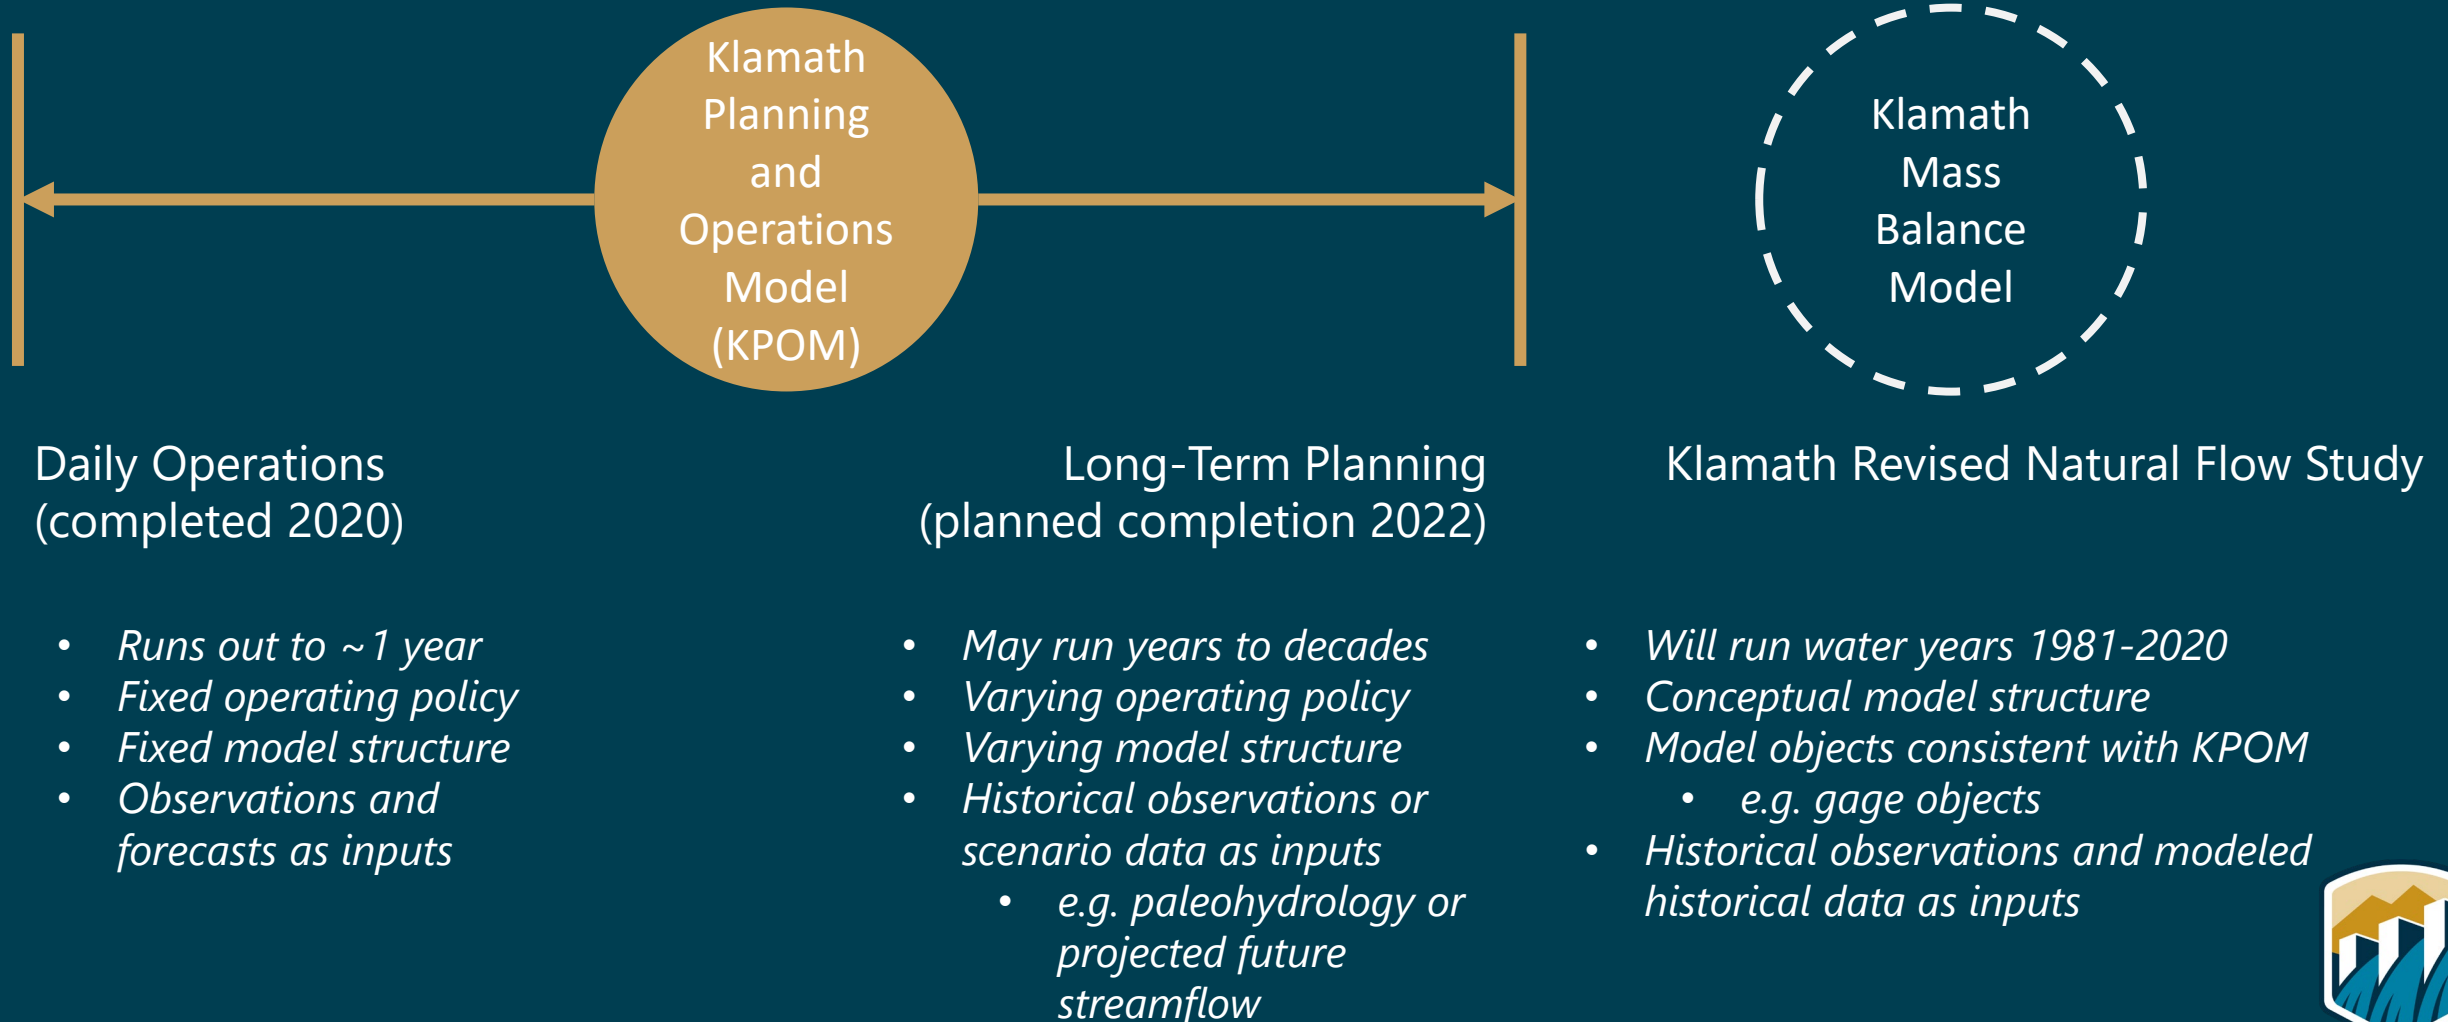 Klamath
Planning
and
Operations
Model
(KPOM)
Klamath
Mass
Balance
Model
Daily Operations
(completed 2020)
• Runs out to ~1 year
• Fixed operating policy
• Fixed model structure
• Observations and
forecasts as inputs
Long-Term Planning
(planned completion 2022)
• May run years to decades
• Varying operating policy
• Varying model structure
• Historical observations or
scenario data as inputs
• e.g. paleohydrology or
projected future
streamflow
Klamath Revised Natural Flow Study
• Will run water years 1981-2020
• Conceptual model structure
• Model objects consistent with KPOM
• e.g. gage objects
• Historical observations and modeled
historical data as inputs